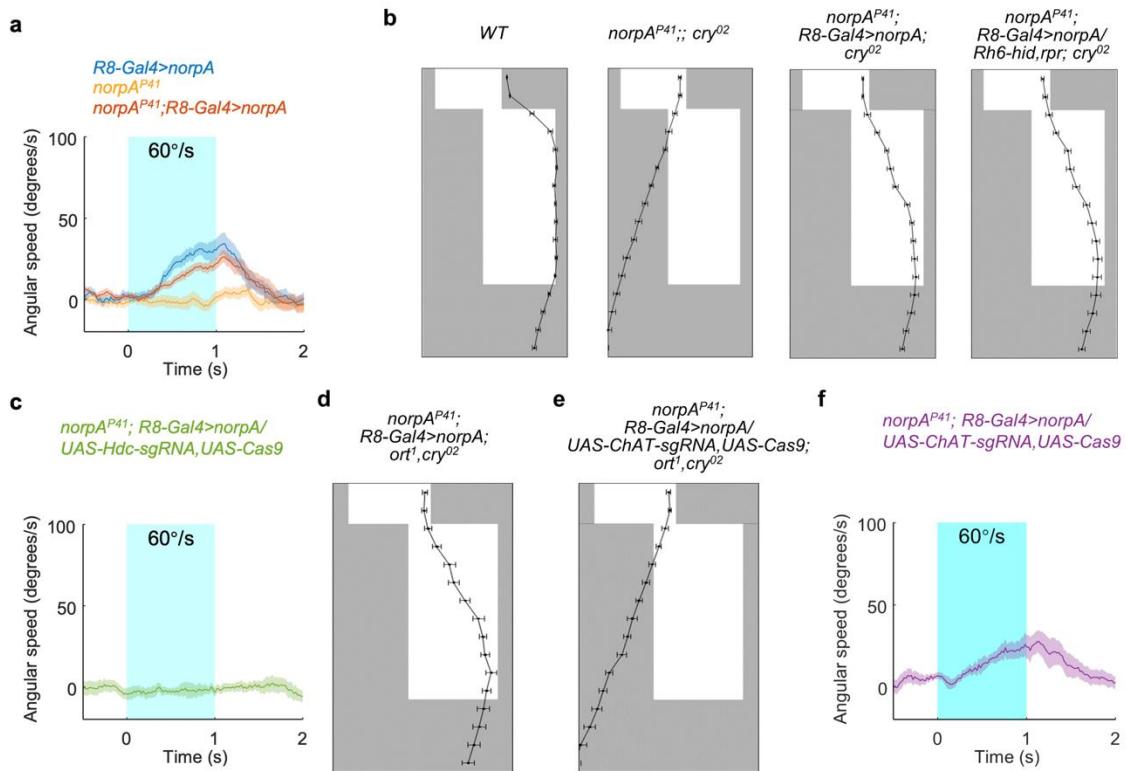 a
R8-Gal4>norpA
norpA^P41
norpA^P41;R8-Gal4>norpA
60°/s
100
50
0
Angular speed (degrees/s)
0 1 2
Time (s)
b
WT
norpA^P41;; cry^02
norpA^P41;
R8-Gal4>norpA;
cry^02
norpA^P41;
R8-Gal4>norpA/
Rh6-hid,rpr; cry^02
c
norpA^P41; R8-Gal4>norpA/
UAS-Hdc-sgRNA,UAS-Cas9
60°/s
100
50
0
Angular speed (degrees/s)
0 1 2
Time (s)
d
norpA^P41;
R8-Gal4>norpA;
ort^1,cry^02
e
norpA^P41;
R8-Gal4>norpA/
UAS-ChAT-sgRNA,UAS-Cas9;
ort^1,cry^02
f
norpA^P41; R8-Gal4>norpA/
UAS-ChAT-sgRNA,UAS-Cas9
60°/s
100
50
0
Angular speed (degrees/s)
0 1 2
Time (s)